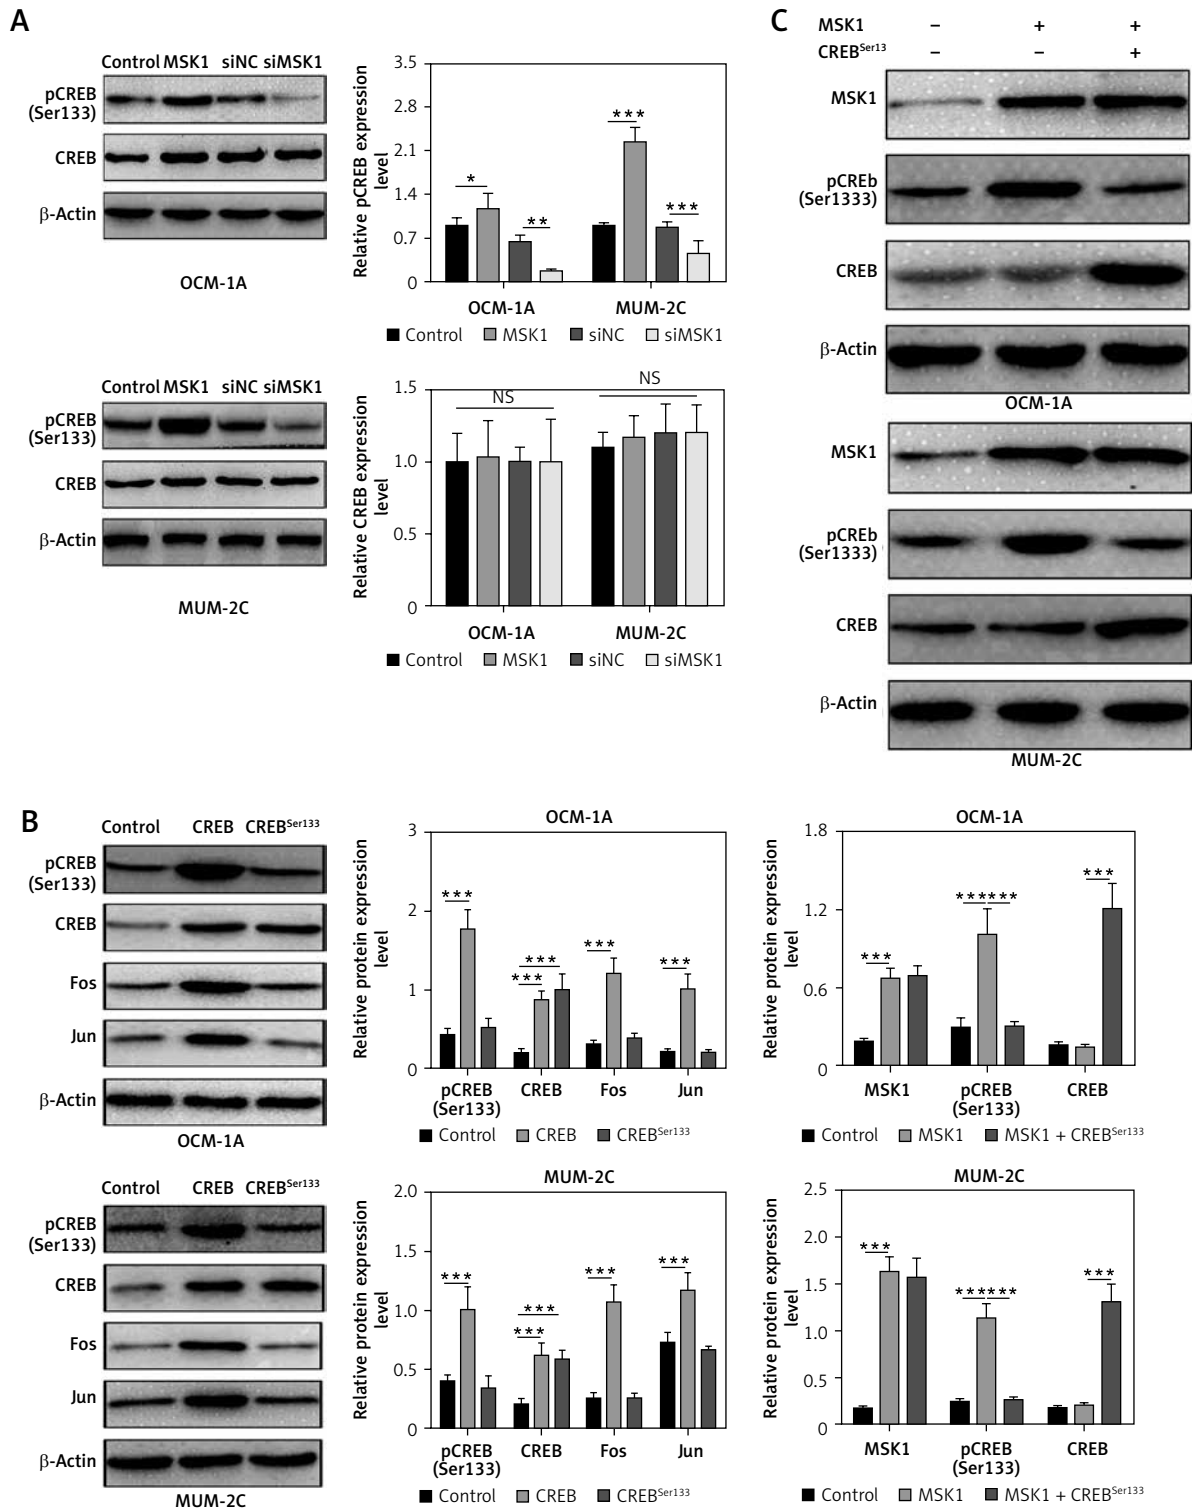 A
Control MSK1 siNC siMSK1
pCREB
(Ser133)
CREB
β-Actin
OCM-1A
Relative pCREB expression
level
3.5
2.8
2.1
1.4
0.7
0
*
**
***
***
OCM-1A MUM-2C
Control MSK1 siNC siMSK1
Control MSK1 siNC siMSK1
pCREB
(Ser133)
CREB
β-Actin
MUM-2C
Relative CREB expression
level
1.5
1.0
0.5
0
NS
NS
OCM-1A MUM-2C
Control MSK1 siNC siMSK1
C
MSK1 – + +
CREBSer13 – – +
MSK1
pCREb
(Ser1333)
CREB
β-Actin
OCM-1A
MSK1
pCREb
(Ser1333)
CREB
β-Actin
MUM-2C
B
Control CREB CREBSer133
pCREB
(Ser133)
CREB
Fos
Jun
β-Actin
OCM-1A
OCM-1A
Relative protein expression
level
3
2
1
0
***
***
***
***
***
pCREB
(Ser133)
CREB Fos Jun
Control CREB CREBSer133
OCM-1A
Relative protein expression
level
1.8
1.2
0.6
0
***
******
***
MSK1 pCREB
(Ser133)
CREB
Control MSK1 MSK1 + CREBSer133
Control CREB CREBSer133
pCREB
(Ser133)
CREB
Fos
Jun
β-Actin
MUM-2C
MUM-2C
Relative protein expression
level
2.0
1.5
1.0
0.5
0
***
***
***
***
***
pCREB
(Ser133)
CREB Fos Jun
Control CREB CREBSer133
MUM-2C
Relative protein expression
level
2.5
2.0
1.5
1.0
0.5
0
***
******
***
MSK1 pCREB
(Ser133)
CREB
Control MSK1 MSK1 + CREBSer133